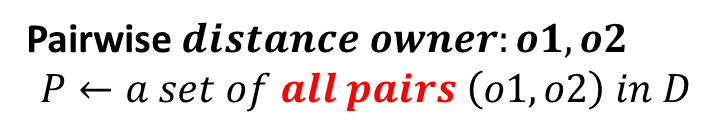 Pairwise distance owner: o1, o2
P ← a set of all pairs (o1, o2) in D